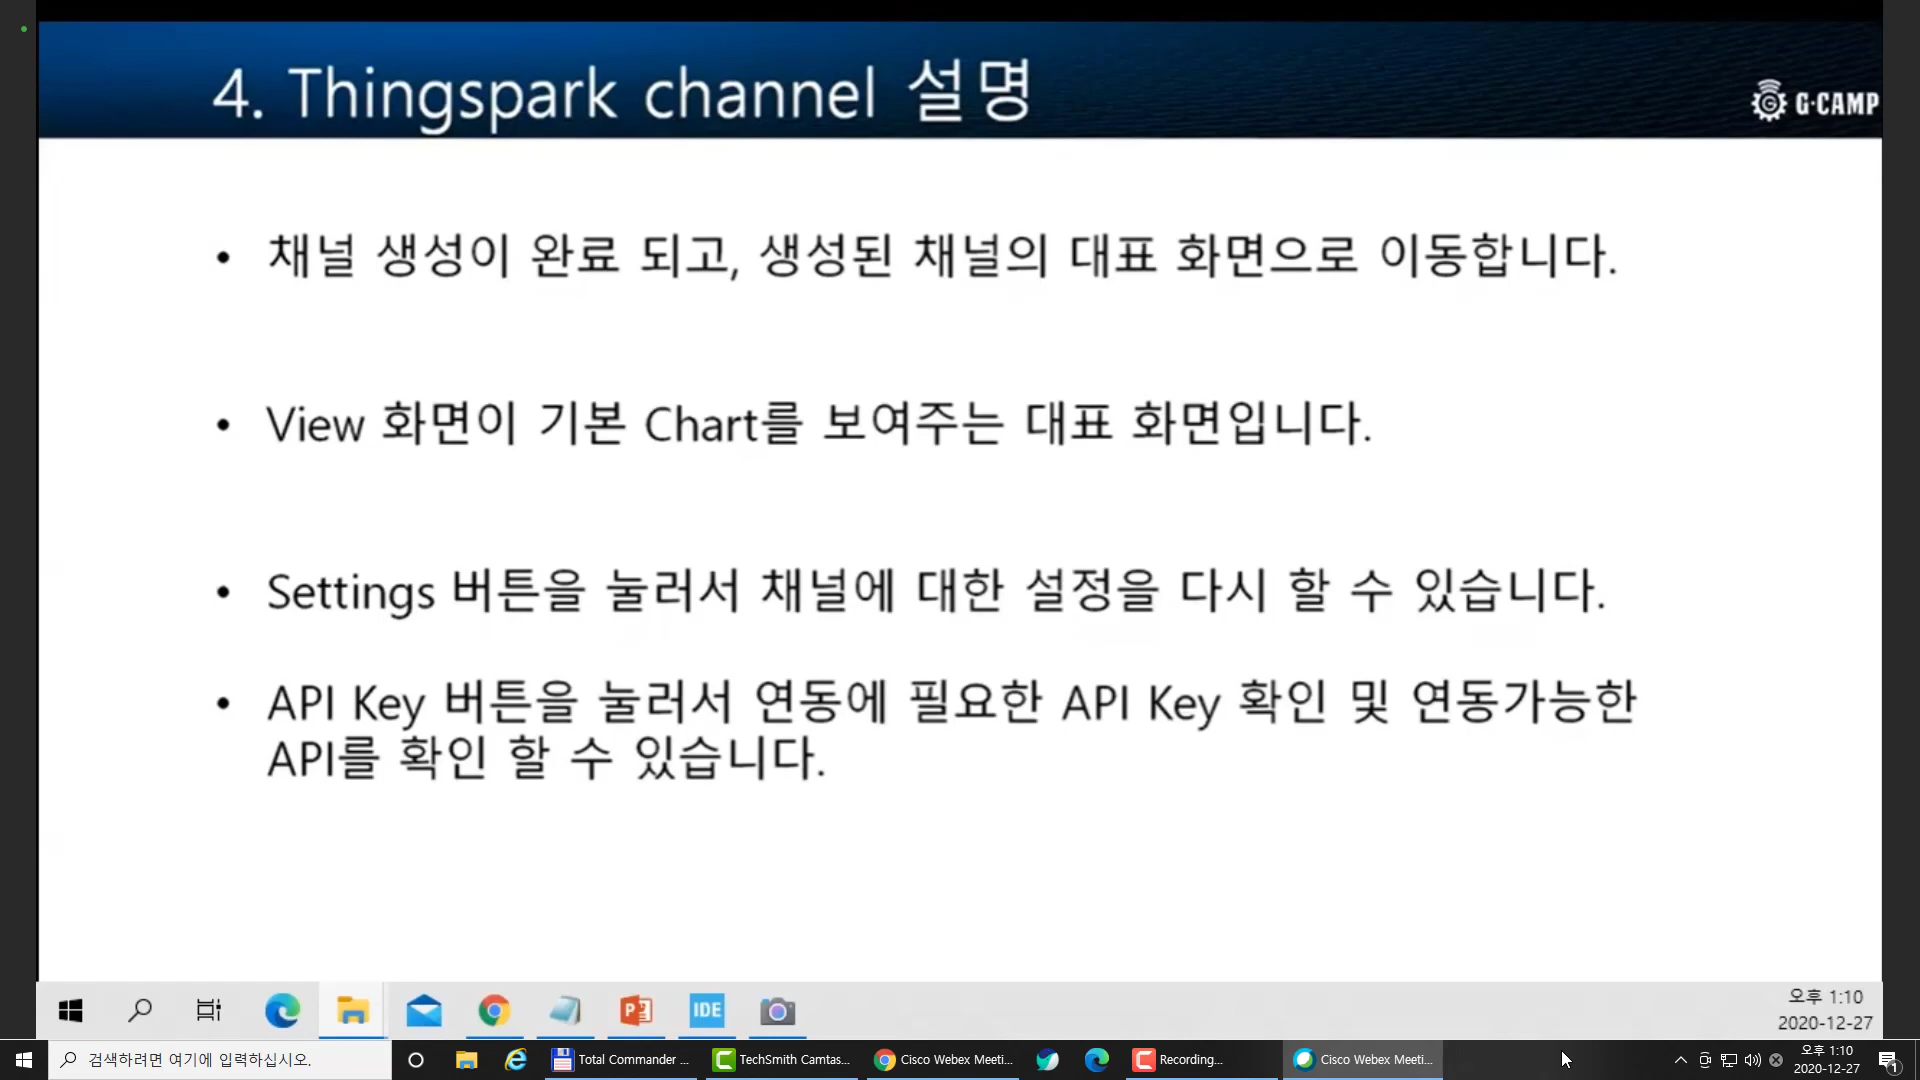 4. Thingspark channel 설명
G·CAMP
• 채널 생성이 완료 되고, 생성된 채널의 대표 화면으로 이동합니다.
• View 화면이 기본 Chart를 보여주는 대표 화면입니다.
• Settings 버튼을 눌러서 채널에 대한 설정을 다시 할 수 있습니다.
• API Key 버튼을 눌러서 연동에 필요한 API Key 확인 및 연동가능한
API를 확인 할 수 있습니다.
IDE
오후 1:10
2020-12-27
검색하려면 여기에 입력하십시오.
Total Commander ...
TechSmith Camtas...
Cisco Webex Meeti...
Recording...
Cisco Webex Meeti...
오후 1:10
2020-12-27
1